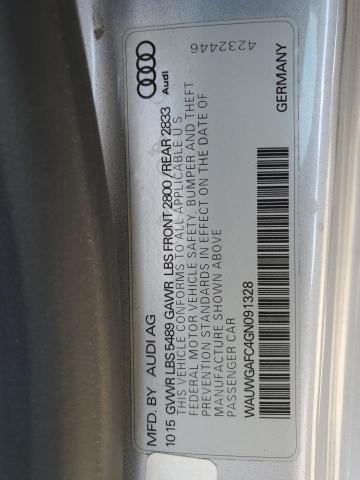 4232446
Audi
MFD. BY AUDI AG
10 15 GVWR LBS 5489 GAWR LBS FRONT 2800 /REAR 2833
THIS VEHICLE CONFORMS TO ALL APPLICABLE U S
FEDERAL MOTOR VEHICLE SAFETY, BUMPER AND THEFT
PREVENTION STANDARDS IN EFFECT ON THE DATE OF
MANUFACTURE SHOWN ABOVE
PASSENGER CAR
WAUWGAFC4GN091328 GERMANY